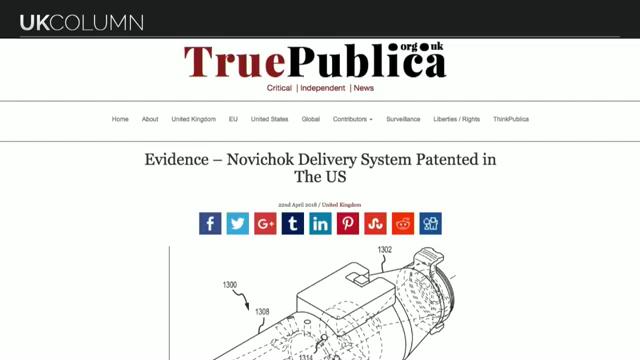 UKCOLUMN
TruePublica
org.uk
Critical | Independent | News
Home About United Kingdom EU United States Global Contributors Surveillance Liberties / Rights ThinkPublica
Evidence – Novichok Delivery System Patented in
The US
22nd April 2018 / United Kingdom
1302
1300
1308
1314